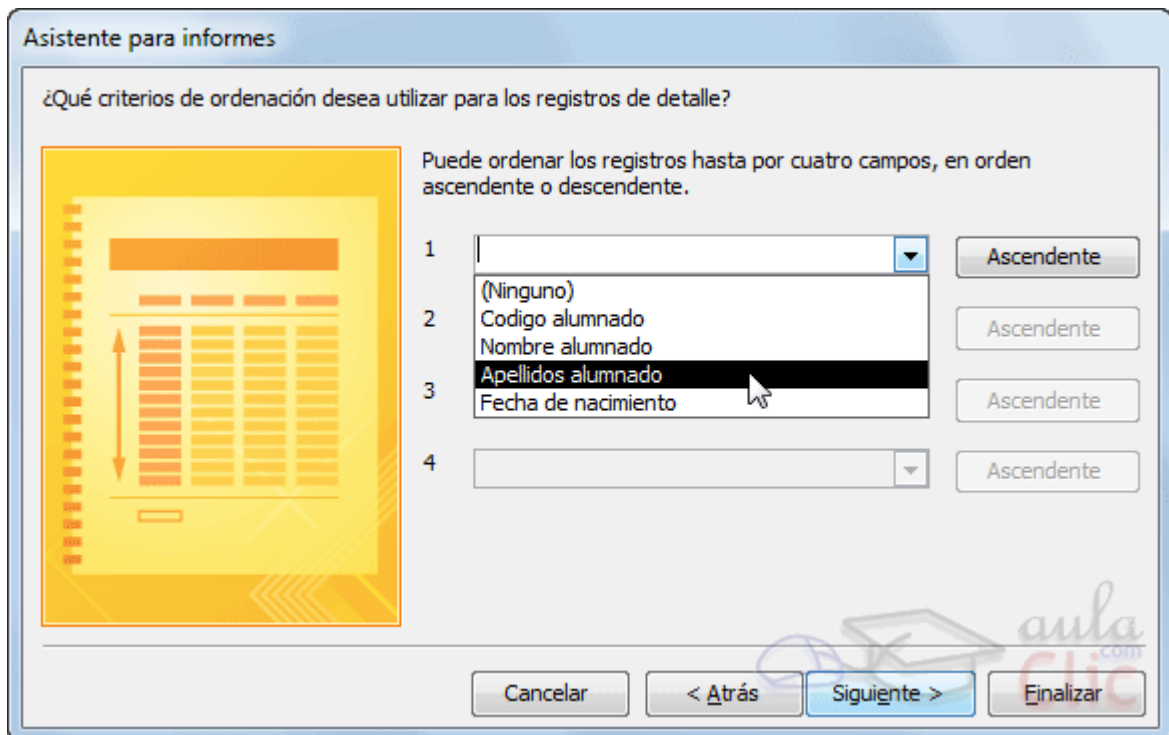 Asistente para informes
¿Qué criterios de ordenación desea utilizar para los registros de detalle?
Puede ordenar los registros hasta por cuatro campos, en orden
ascendente o descendente.
1
Ascendente
(Ninguno)
Codigo alumnado
2
Ascendente
Nombre alumnado
Apellidos alumnado
3
Ascendente
Fecha de nacimiento
4
Ascendente
aula
.com
Clic
Cancelar
< Atrás
Siguiente >
Finalizar